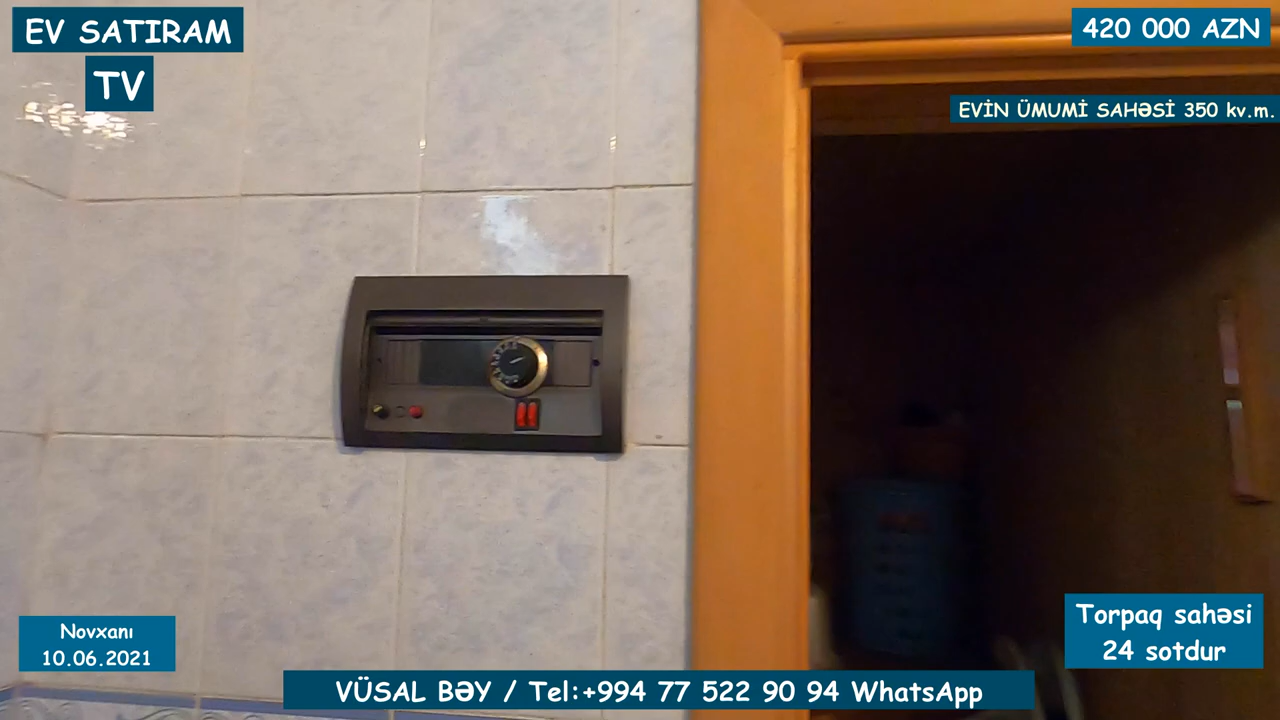 EV SATIRAM
TV
420 000 AZN
EVİN ÜMUMİ SAHƏSİ 350 kv.m.
Novxanı
10.06.2021
Torpaq sahəsi
24 sotdur
VÜSAL BƏY / Tel:+994 77 522 90 94 WhatsApp